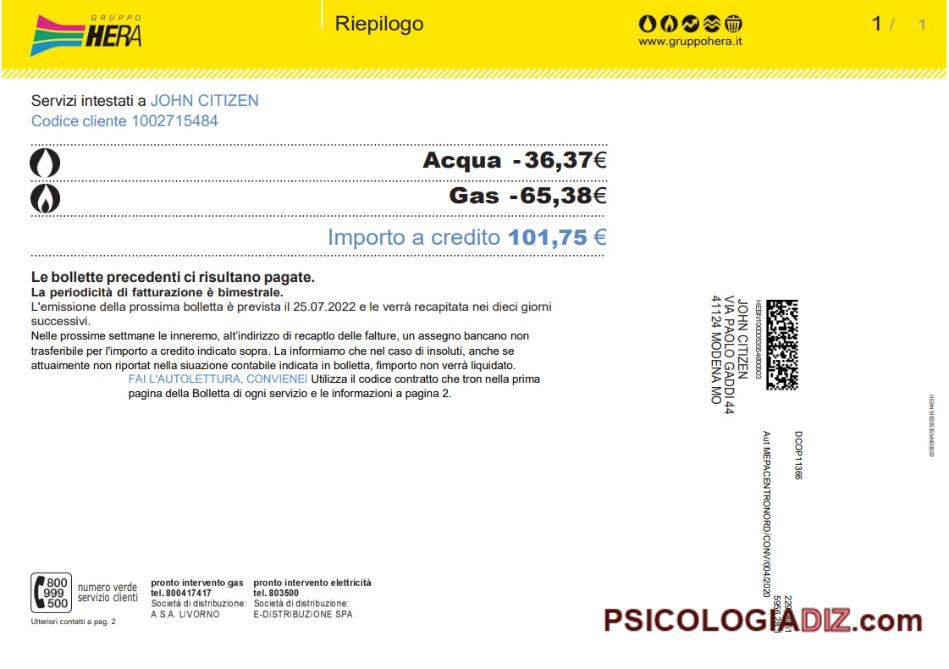 GRUPPO
HERA
Riepilogo
www.gruppohera.it
1 / 1
Servizi intestati a JOHN CITIZEN
Codice cliente 1002715484
Acqua -36,37€
Gas -65,38€
Importo a credito 101,75 €
Le bollette precedenti ci risultano pagate.
La periodicità di fatturazione è bimestrale.
L'emissione della prossima bolletta è prevista il 25.07.2022 e le verrà recapitata nei dieci giorni
successivi.
Nelle prossime settimane le inneremo, alt'indirizzo di recaptlo delle falture, un assegno bancano non
trasferibile per l'importo a credito indicato sopra. La informiamo che nel caso di insoluti, anche se
attuaimente non riportat nella siuazione contabile indicata in bolletta, fimporto non verrà liquidato.
FAI L'AUTOLETTURA, CONVIENEI Utilizza il codice contratto che tron nella prima
pagina della Bolletta di ogni servizio e le informazioni a pagina 2.
JOHN CITIZEN
VIA PAOLO GADDI 44
41124 MODENA MO
DCOP11366
Aut MEPACENTRONORD/CONV/004/2020
800
999
500
numero verde
servizio clienti
Ulteriori contatti a pag. 2
pronto intervento gas
tel. 800417417
Società di distribuzione:
A.S.A. LIVORNO
pronto intervento elettricità
tel. 803500
Società di distribuzione:
E-DISTRIBUZIONE SPA
PSICOLOGIADIZ.com